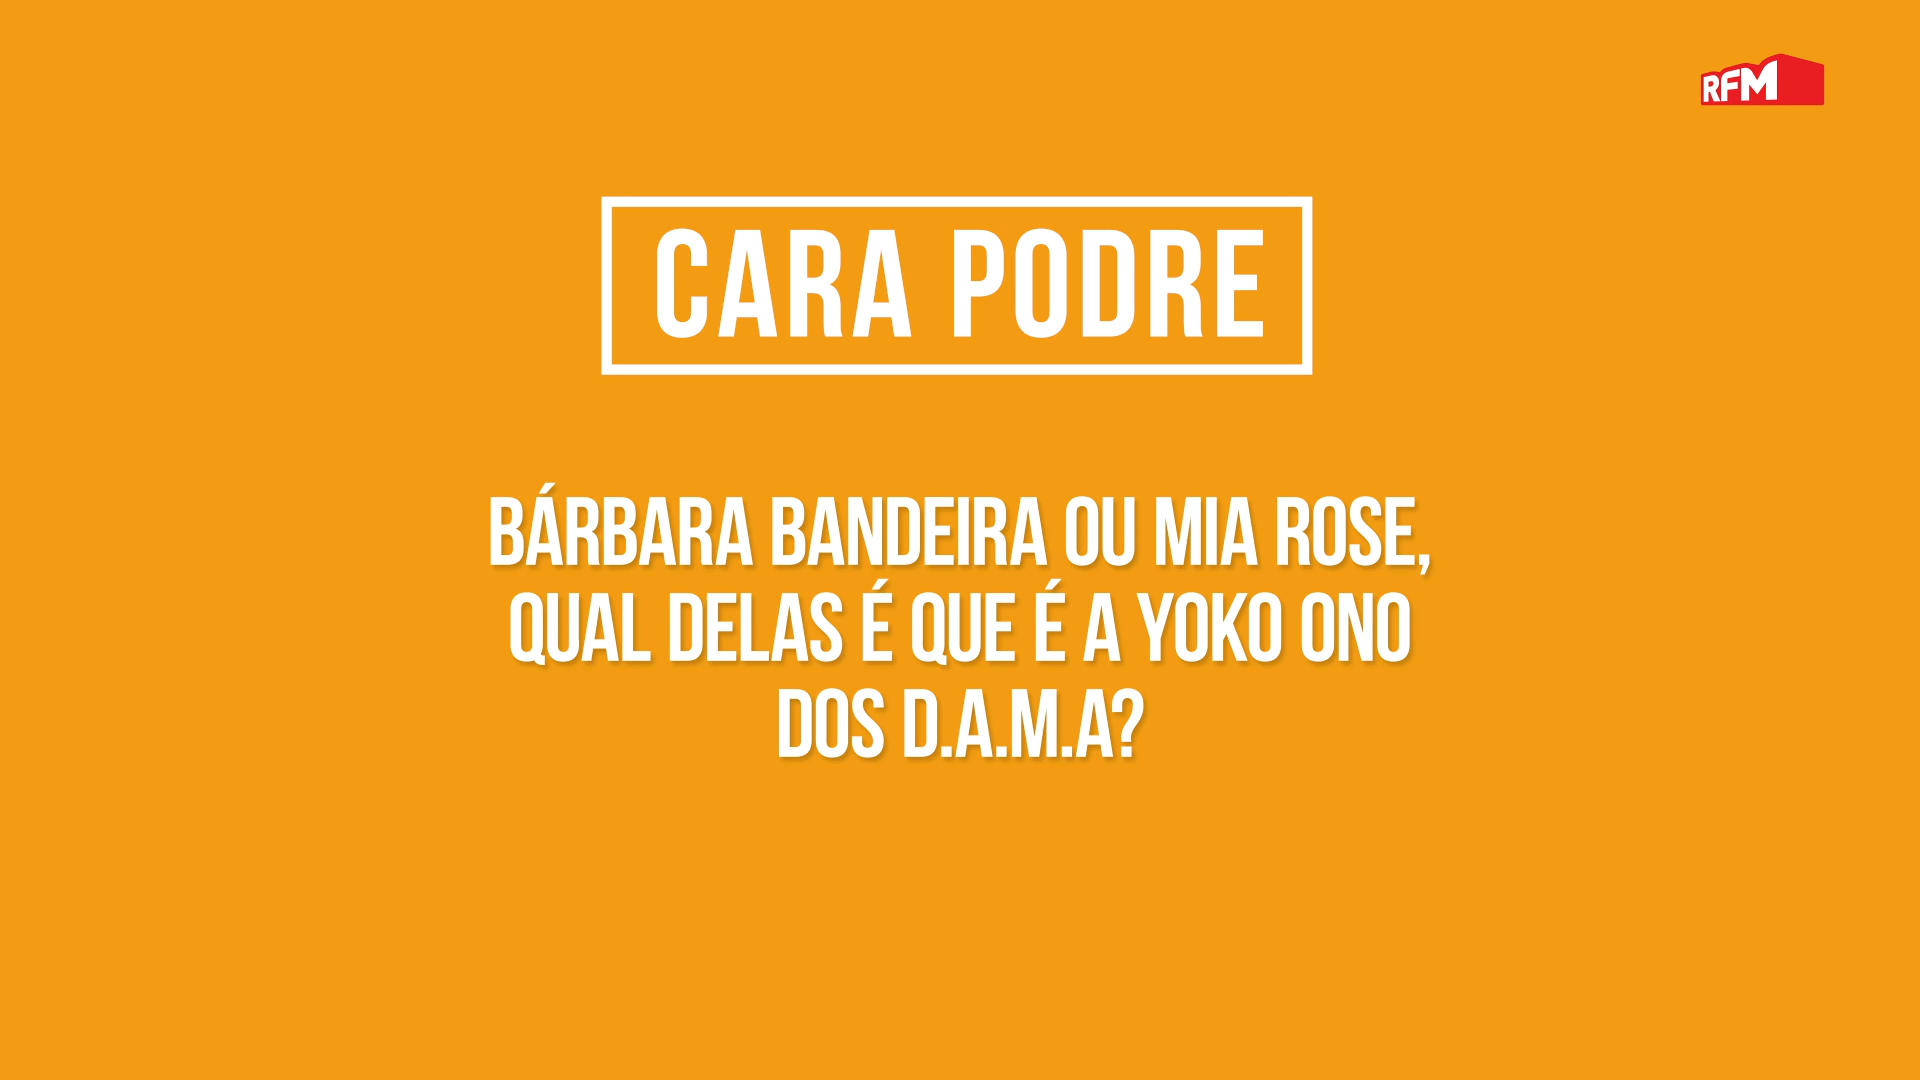 RFM
CARA PODRE
BÁRBARA BANDEIRA OU MIA ROSE,
QUAL DELAS É QUE É A YOKO ONO
DOS D.A.M.A?